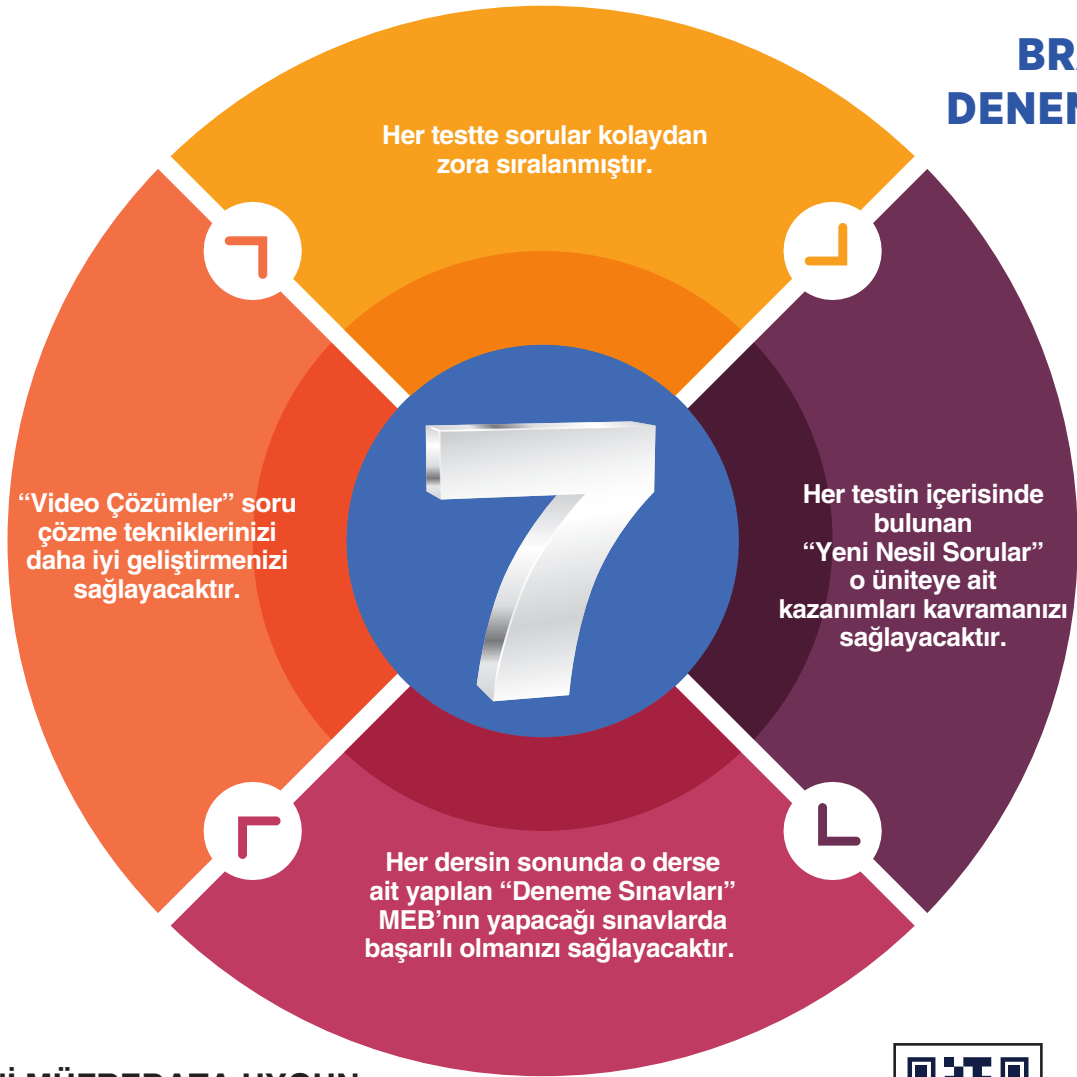 Her testte sorular kolaydan
zora sıralanmıştır.
“Video Çözümler” soru
çözme tekniklerinizi
daha iyi geliştirmenizi
sağlayacaktır.
7
Her testin içerisinde
bulunan
“Yeni Nesil Sorular”
o üniteye ait
kazanımları kavramanızı
sağlayacaktır.
Her dersin sonunda o derse
ait yapılan “Deneme Sınavları”
MEB’nın yapacağı sınavlarda
başarılı olmanızı sağlayacaktır.